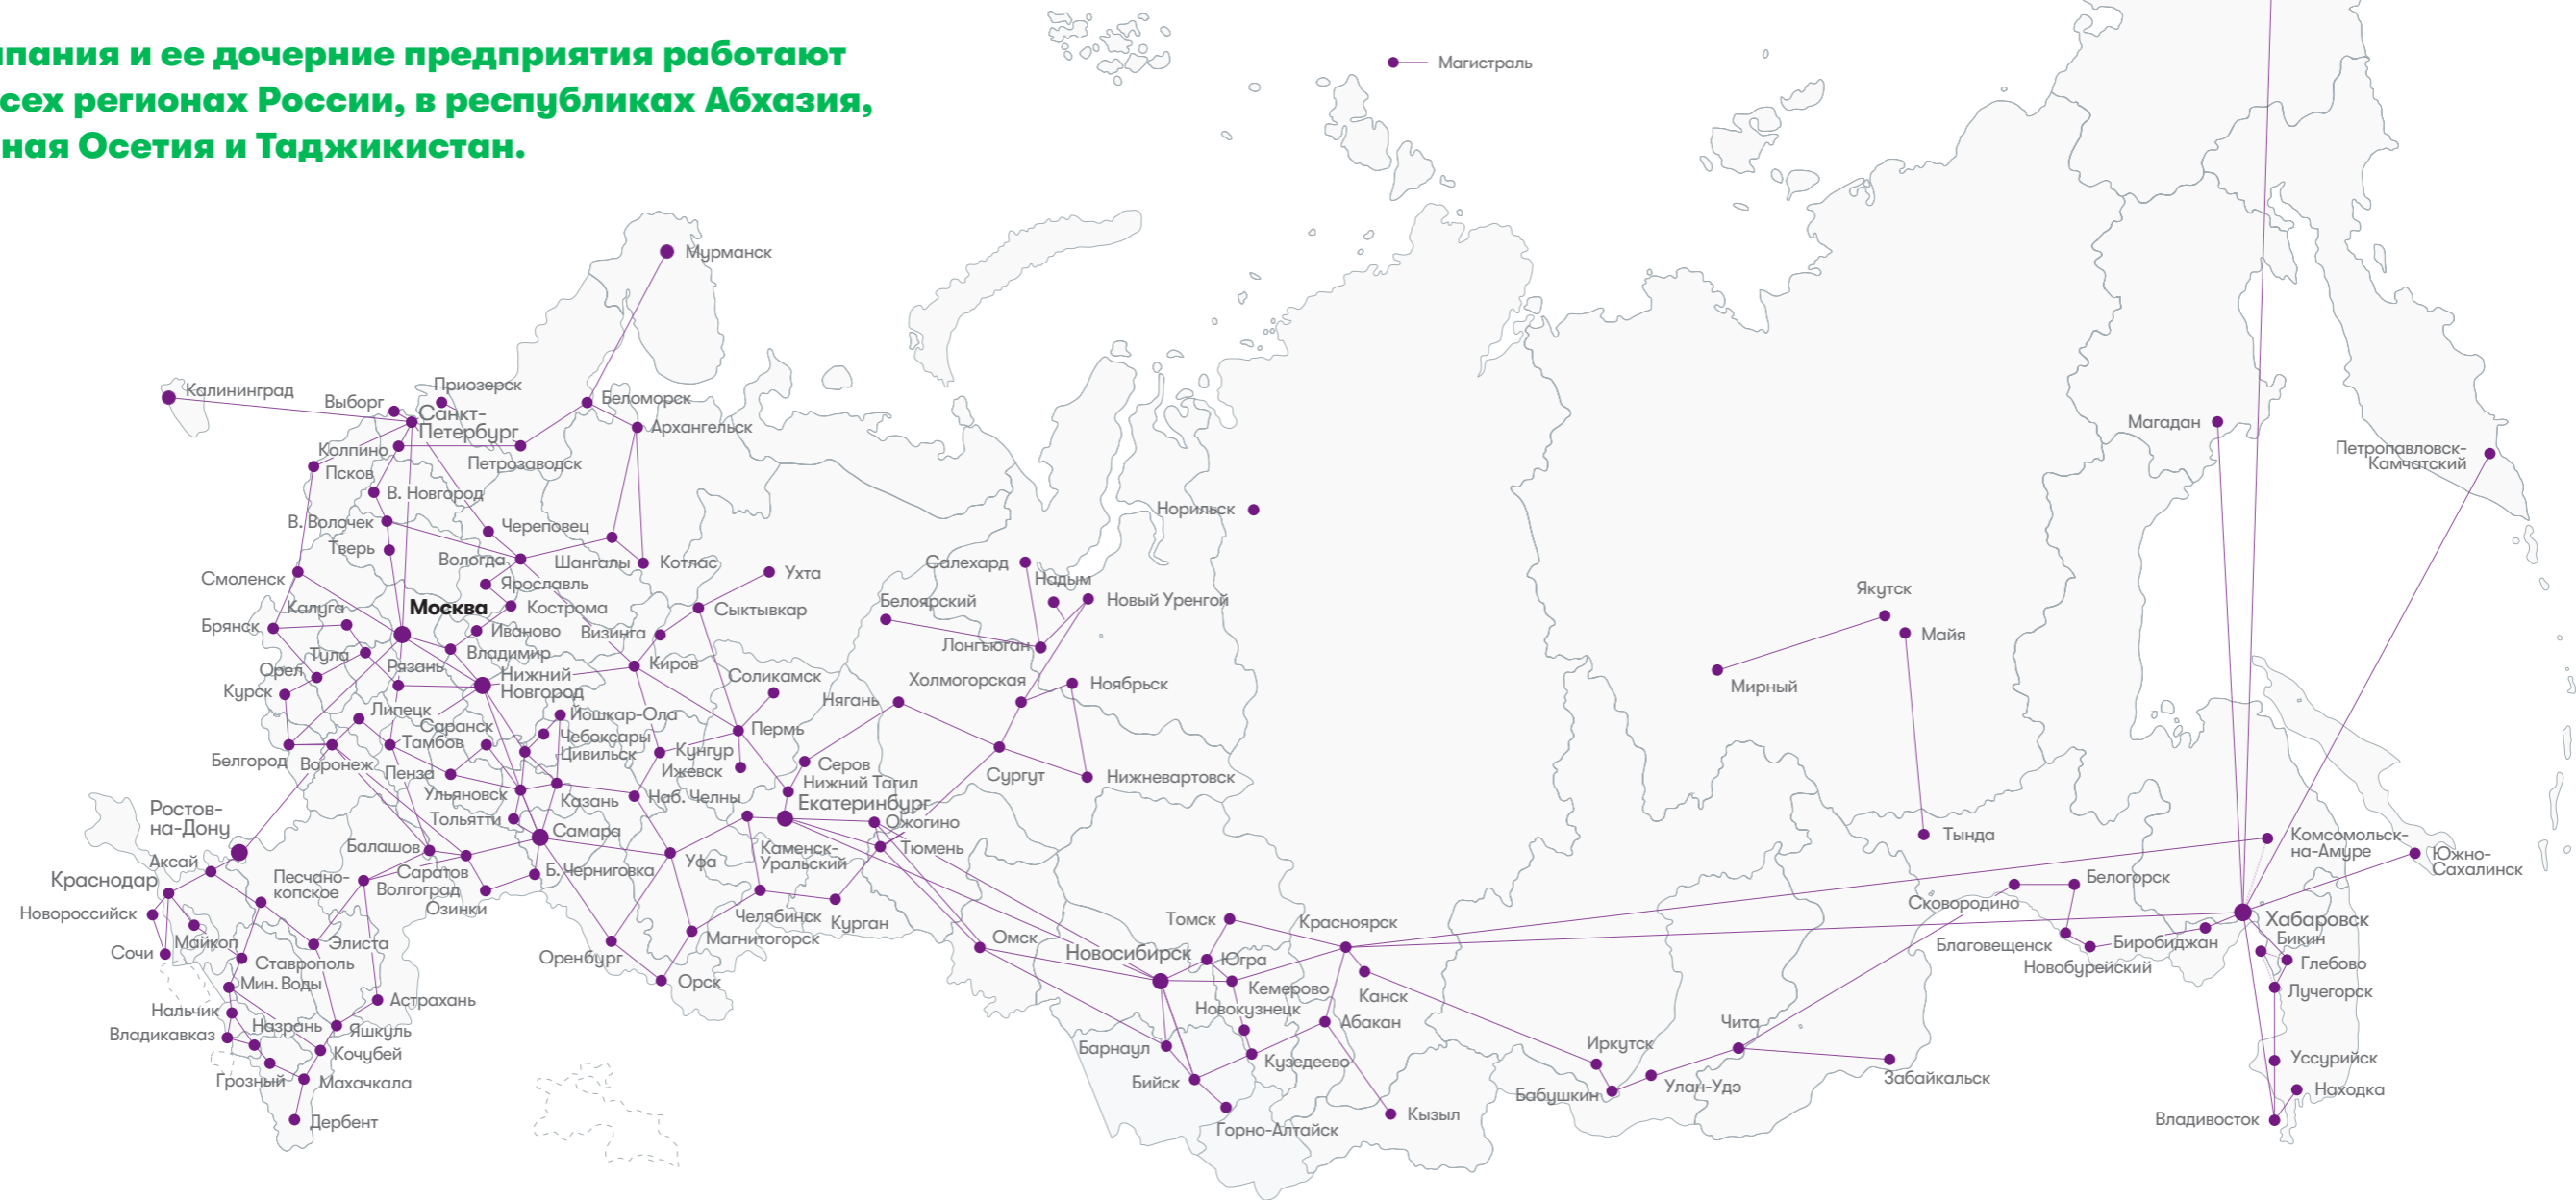 мпания и ее дочерние предприятия работают
сех регионах России, в республиках Абхазия,
ная Осетия и Таджикистан.
Магистраль
Мурманск
Калининград
Приозерск
Выборг
Санкт-
Петербург
Беломорск
Архангельск
Колпино
Петрозаводск
Псков
В. Новгород
В. Волочек
Череповец
Тверь
Вологда
Шангалы
Котлас
Ухта
Смоленск
Ярославль
Калуга
Москва
Кострома
Сыктывкар
Брянск
Иваново
Визинга
Тула
Рязань
Владимир
Орел
Киров
Курск
Нижний
Новгород
Соликамск
Липецк
Саранск
Йошкар-Ола
Пермь
Тамбов
Чебоксары
Цивильск
Кунгур
Белгород
Воронеж
Пенза
Ижевск
Серов
Нижний Тагил
Ульяновск
Казань
Наб. Челны
Екатеринбург
Ожогино
Тюмень
Ростов-
на-Дону
Тольятти
Самара
Балашов
Аксай
Каменск-
Уральский
Уфа
Краснодар
Песчано-
копское
Саратов
Б. Черниговка
Волгоград
Озинки
Новороссийск
Челябинск
Курган
Майкоп
Элиста
Магнитогорск
Сочи
Ставрополь
Оренбург
Мин. Воды
Орск
Астрахань
Нальчик
Назрань
Яшкуль
Владикавказ
Кочубей
Грозный
Махачкала
Дербент
Норильск
Салехард
Надым
Белоярский
Новый Уренгой
Лонгъюган
Холмогорская
Ноябрьск
Нягань
Сургут
Нижневартовск
Омск
Новосибирск
Томск
Красноярск
Югра
Кемерово
Канск
Новокузнецк
Абакан
Барнаул
Кузедеево
Бийск
Горно-Алтайск
Кызыл
Иркутск
Чита
Бабушкин
Улан-Удэ
Забайкальск
Якутск
Майя
Мирный
Тында
Магадан
Петропавловск-
Камчатский
Комсомольск-
на-Амуре
Южно-
Сахалинск
Белогорск
Сковородино
Хабаровск
Благовещенск
Биробиджан
Бикин
Новобурейский
Глебово
Лучегорск
Уссурийск
Находка
Владивосток